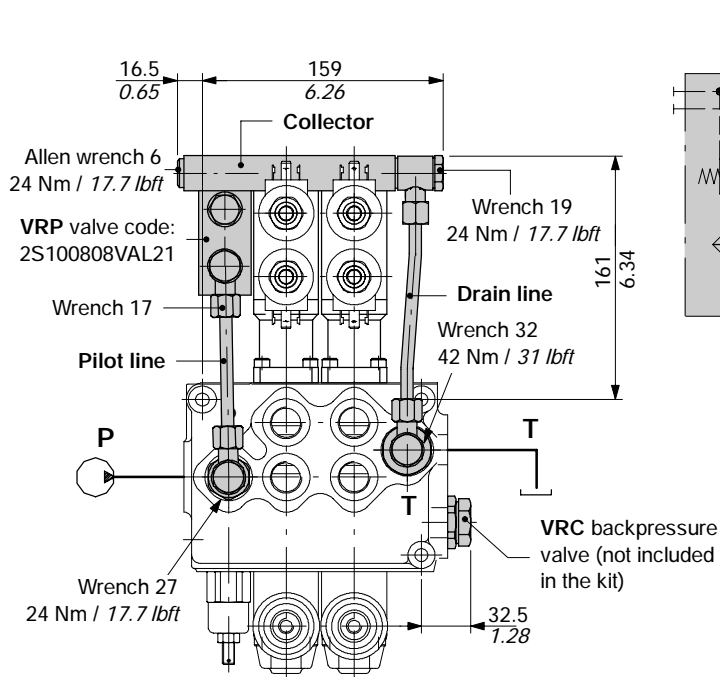 16.5
0.65
159
6.26
Collector
Allen wrench 6
24 Nm / 17.7 lbft
VRP valve code:
2S100808VAL21
Wrench 17
Pilot line
P
Wrench 19
24 Nm / 17.7 lbft
161
6.34
Drain line
Wrench 32
42 Nm / 31 lbft
T
T
VRC backpressure
valve (not included
in the kit)
Wrench 27
24 Nm / 17.7 lbft
32.5
1.28